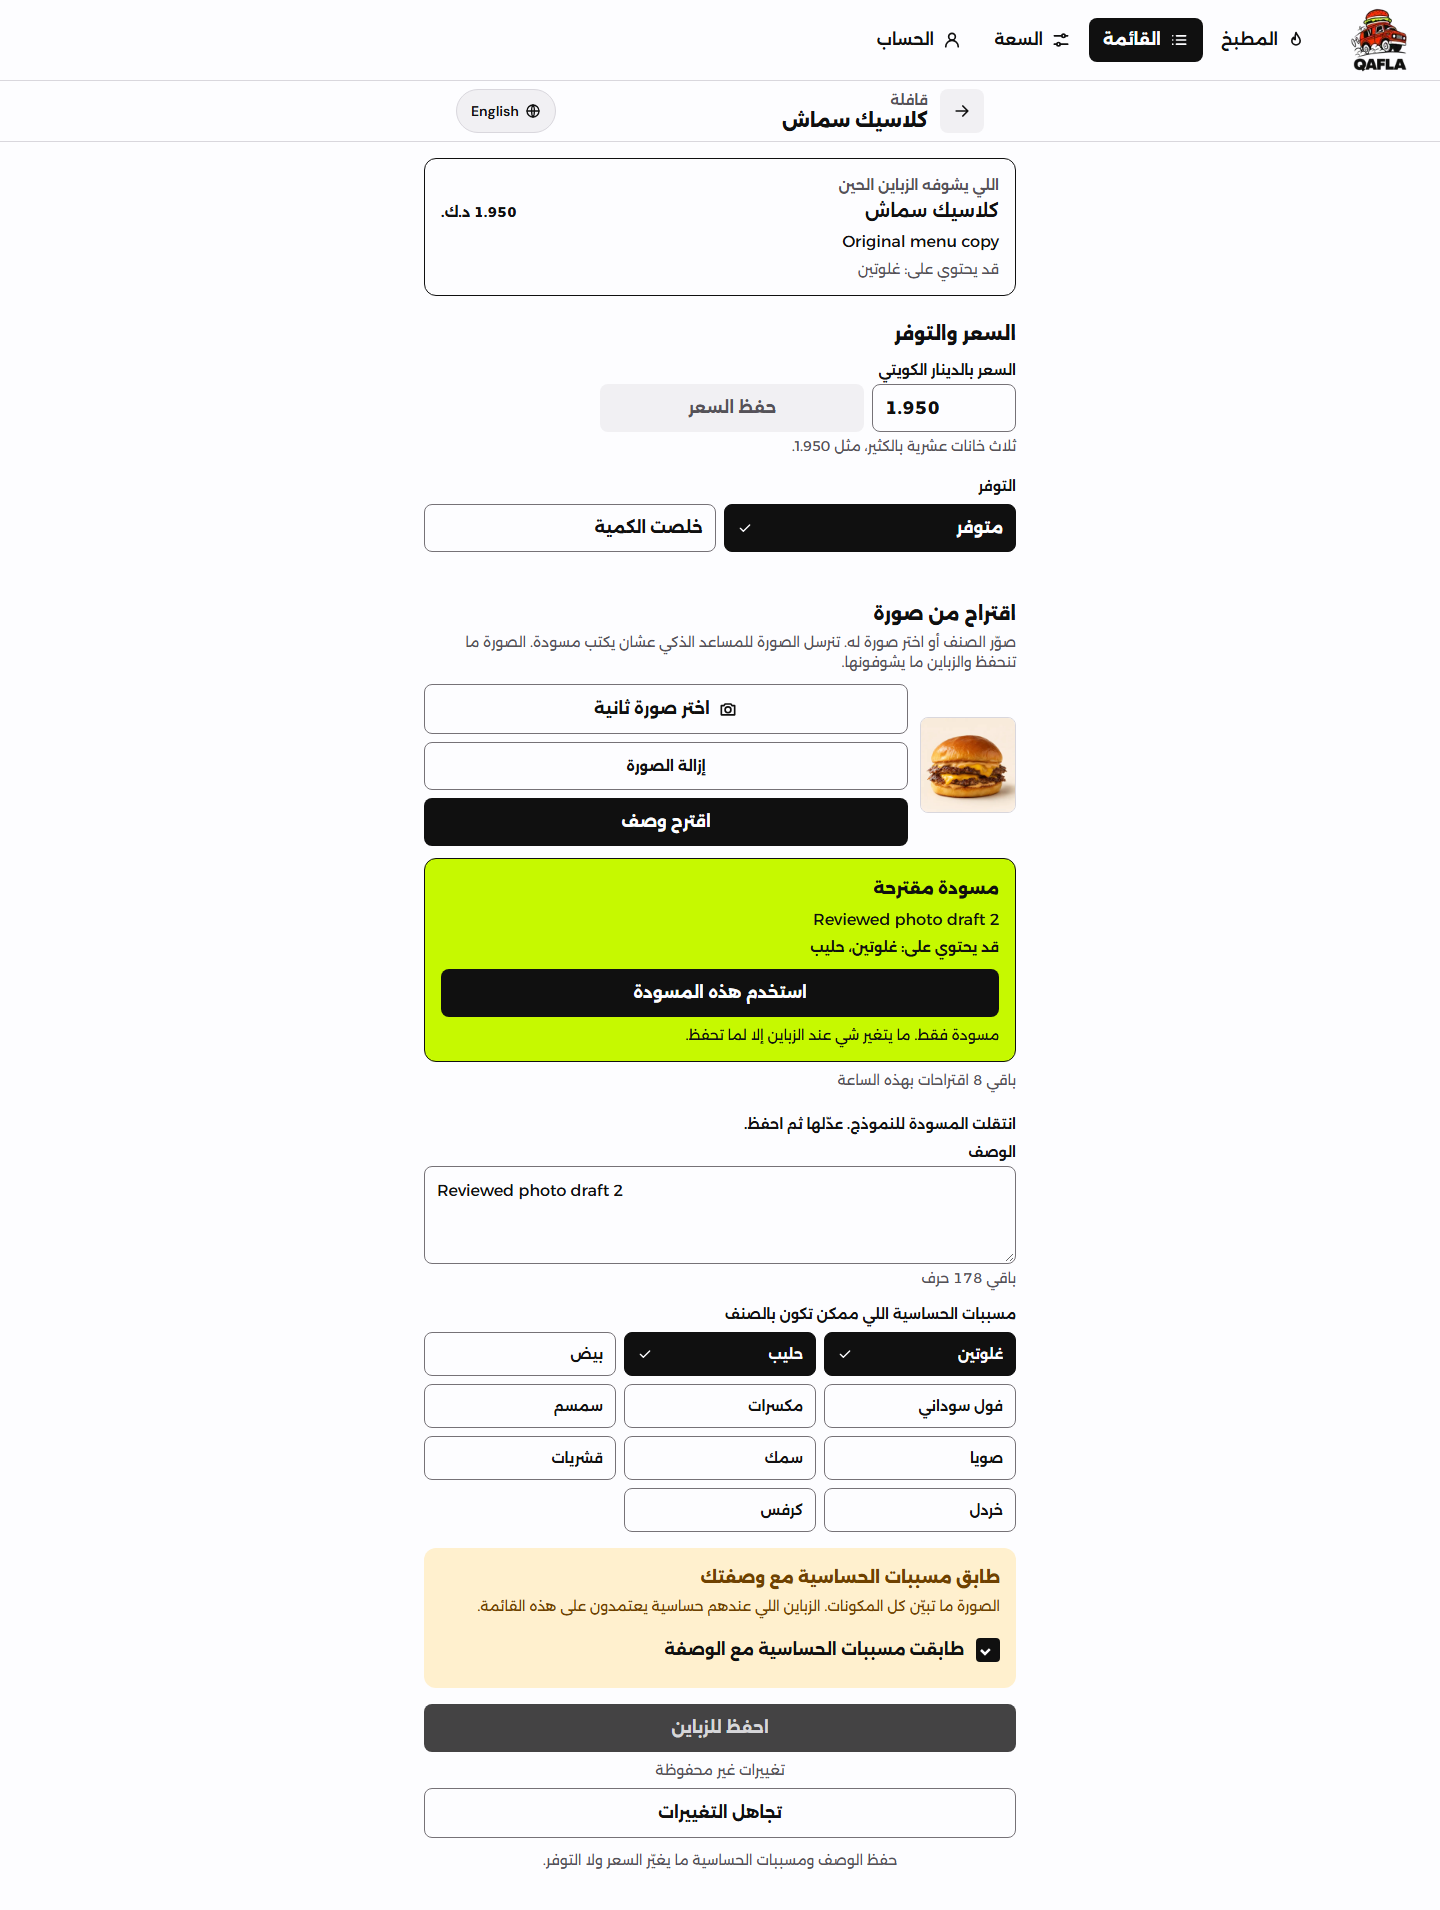 QAFLA
المطبخ
القائمة
السعة
الحساب
قافلة
كلاسيك سماش
English
اللي يشوفه الزباين الحين
كلاسيك سماش
1.950 د.ك.
Original menu copy
قد يحتوي على: غلوتين
السعر والتوفر
السعر بالدينار الكويتي
1.950
حفظ السعر
ثلاث خانات عشرية بالكثير، مثل 1.950.
التوفر
متوفر
خلصت الكمية
اقتراح من صورة
صوّر الصنف أو اختر صورة له. تنرسل الصورة للمساعد الذكي عشان يكتب مسودة. الصورة ما
تنحفظ والزباين ما يشوفونها.
اختر صورة ثانية
إزالة الصورة
اقترح وصف
مسودة مقترحة
Reviewed photo draft 2
قد يحتوي على: غلوتين، حليب
استخدم هذه المسودة
مسودة فقط. ما يتغير شي عند الزباين إلا لما تحفظ.
باقي 8 اقتراحات بهذه الساعة
انتقلت المسودة للنموذج. عدّلها ثم احفظ.
الوصف
Reviewed photo draft 2
باقي 178 حرف
مسببات الحساسية اللي ممكن تكون بالصنف
غلوتين
حليب
بيض
فول سوداني
مكسرات
سمسم
صويا
سمك
قشريات
خردل
كرفس
طابق مسببات الحساسية مع وصفتك
الصورة ما تبيّن كل المكونات. الزباين اللي عندهم حساسية يعتمدون على هذه القائمة.
طابقت مسببات الحساسية مع الوصفة
احفظ للزباين
تغييرات غير محفوظة
تجاهل التغييرات
حفظ الوصف ومسببات الحساسية ما يغيّر السعر ولا التوفر.